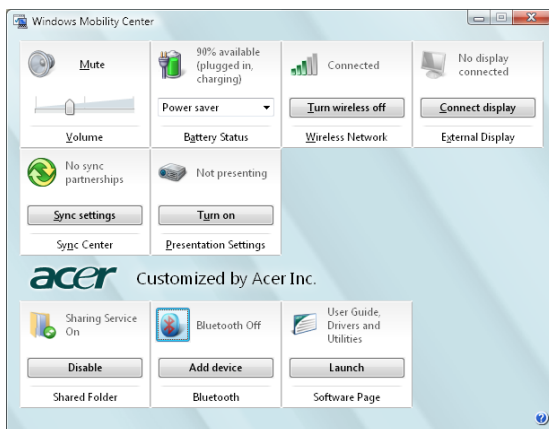 Windows Mobility Center
Mute
Volume
90% available
(plugged in,
charging)
Power saver
Battery Status
Connected
Turn wireless off
Wireless Network
No display
connected
Connect display
External Display
No sync
partnerships
Sync settings
Sync Center
Not presenting
Turn on
Presentation Settings
acer Customized by Acer Inc.
Sharing Service
On
Disable
Shared Folder
Bluetooth Off
Add device
Bluetooth
User Guide,
Drivers and
Utilities
Launch
Software Page